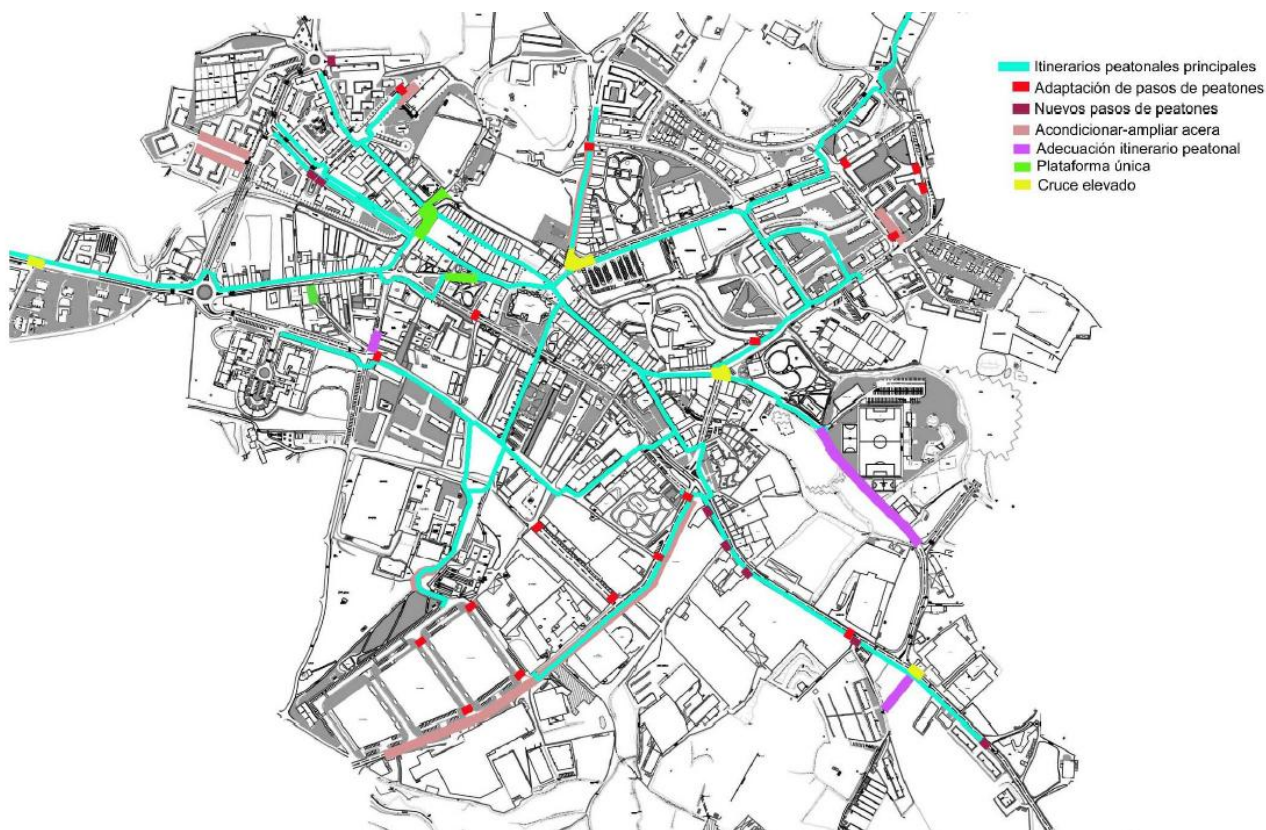 Itinerarios peatonales principales
Adaptación de pasos de peatones
Nuevos pasos de peatones
Acondicionar-ampliar acera
Adecuación itinerario peatonal
Plataforma única
Cruce elevado